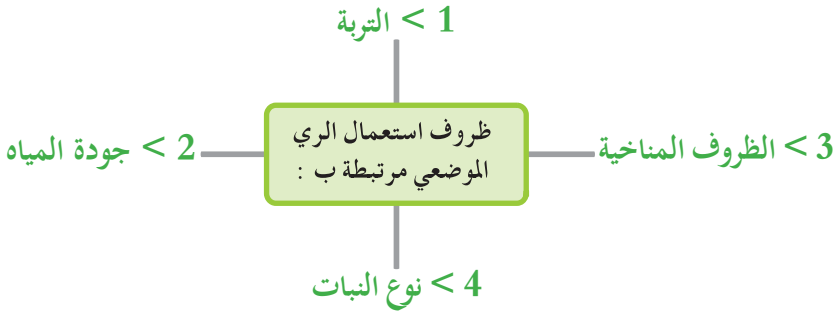 1 > التربة
ظروف استعمال الري
الموضعي مرتبطة ب :
3 > الظروف المناخية
2 > جودة المياه
4 > نوع النبات